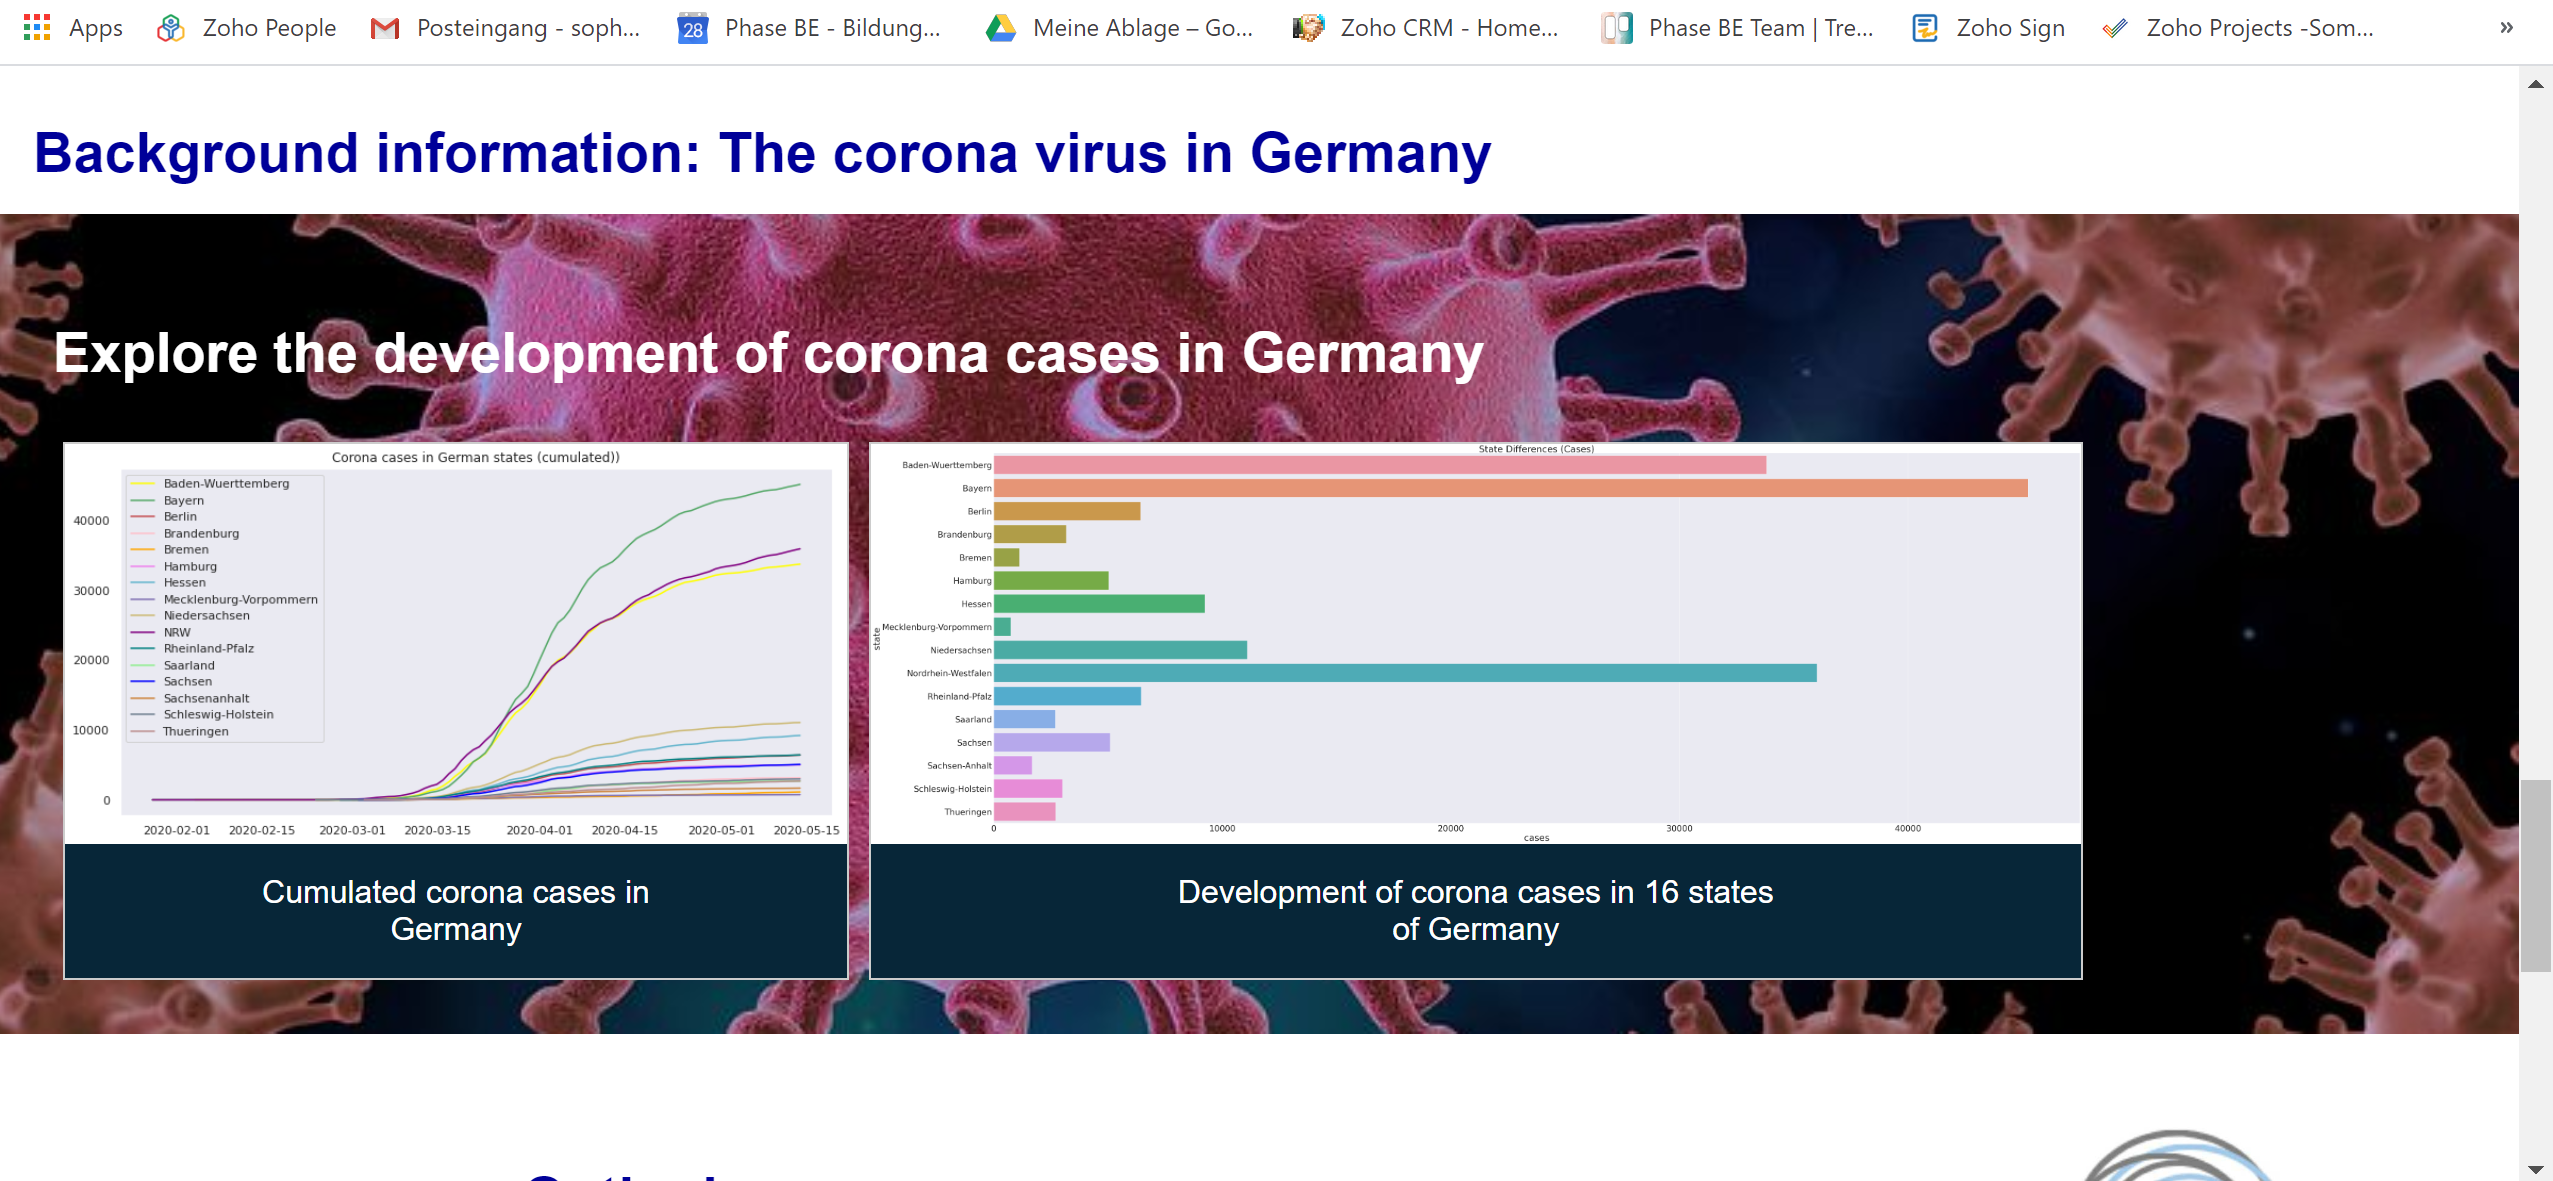 Apps Zoho People Posteingang - soph... 28 Phase BE - Bildung... Meine Ablage – Go... Zoho CRM - Home... Phase BE Team | Tre... Zoho Sign Zoho Projects -Som... »
Background information: The corona virus in Germany
Explore the development of corona cases in Germany
Corona cases in German states (cumulated))
Baden-Wuerttemberg
Bayern
Berlin
Brandenburg
Bremen
Hamburg
Hessen
Mecklenburg-Vorpommern
Niedersachsen
NRW
Rheinland-Pfalz
Saarland
Sachsen
Sachsenanhalt
Schleswig-Holstein
Thueringen
40000
30000
20000
10000
0
2020-02-01 2020-02-15 2020-03-01 2020-03-15 2020-04-01 2020-04-15 2020-05-01 2020-05-15
Cumulated corona cases in
Germany
State Differences (Cases)
state
Baden-Wuerttemberg
Bayern
Berlin
Brandenburg
Bremen
Hamburg
Hessen
Mecklenburg-Vorpommern
Niedersachsen
Nordrhein-Westfalen
Rheinland-Pfalz
Saarland
Sachsen
Sachsen-Anhalt
Schleswig-Holstein
Thueringen
0 10000 20000 30000 40000
cases
Development of corona cases in 16 states
of Germany